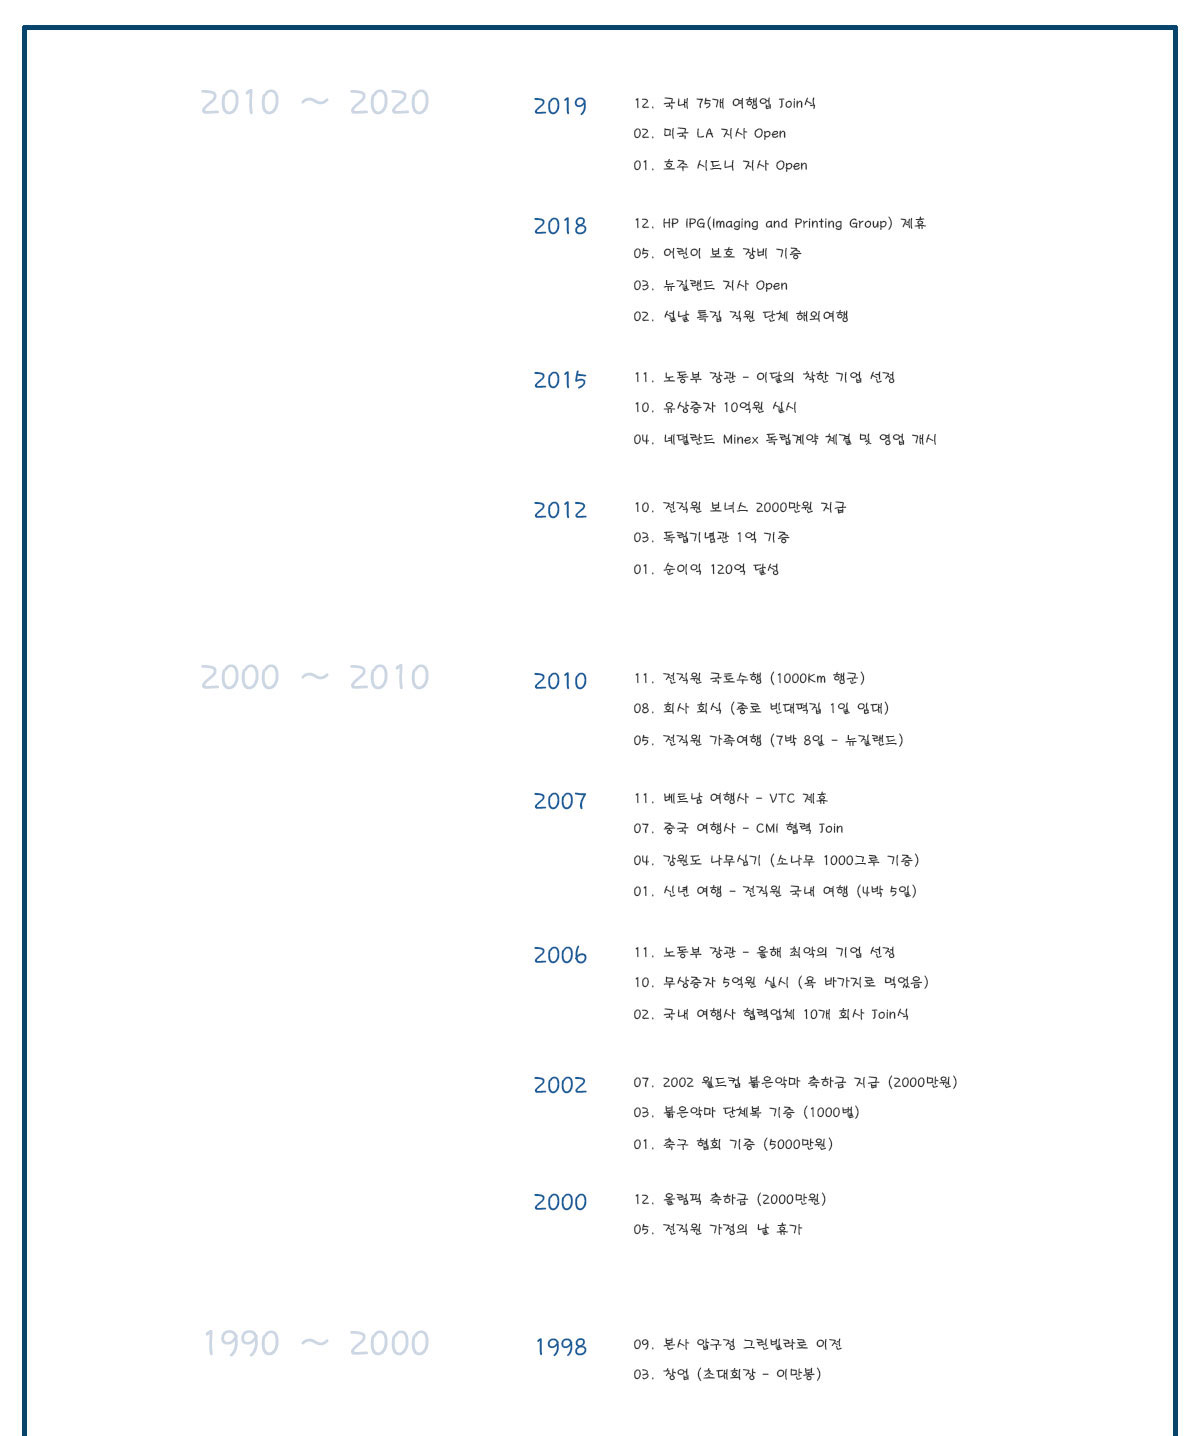 2010 ~ 2020
2019
12. 국내 75개 여행업 Join식
02. 미국 LA 지사 Open
01. 호주 시드니 지사 Open
2018
12. HP IPG(Imaging and Printing Group) 제휴
05. 어린이 보호 장비 기증
03. 뉴질랜드 지사 Open
02. 설날 특집 직원 단체 해외여행
2015
11. 노동부 장관 - 이달의 착한 기업 선정
10. 유상증자 10억원 실시
04. 네덜란드 Minex 독립계약 체결 및 영업 개시
2012
10. 전직원 보너스 2000만원 지급
03. 독립기념관 1억 기증
01. 순이익 120억 달성
2000 ~ 2010
2010
11. 전직원 국토수행 (1000Km 행군)
08. 회사 회식 (종로 빈대떡집 1일 임대)
05. 전직원 가족여행 (7박 8일 - 뉴질랜드)
2007
11. 베트남 여행사 - VTC 제휴
07. 중국 여행사 - CMI 협력 Join
04. 강원도 나무심기 (소나무 1000그루 기증)
01. 신년 여행 - 전직원 국내 여행 (4박 5일)
2006
11. 노동부 장관 - 올해 최악의 기업 선정
10. 무상증자 5억원 실시 (욕 바가지로 먹었음)
02. 국내 여행사 협력업체 10개 회사 Join식
2002
07. 2002 월드컵 붉은악마 축하금 지급 (2000만원)
03. 붉은악마 단체복 기증 (1000벌)
01. 축구 협회 기증 (5000만원)
2000
12. 올림픽 축하금 (2000만원)
05. 전직원 가정의 날 휴가
1990 ~ 2000
1998
09. 본사 압구정 그린빌라로 이전
03. 창업 (초대회장 - 이만봉)